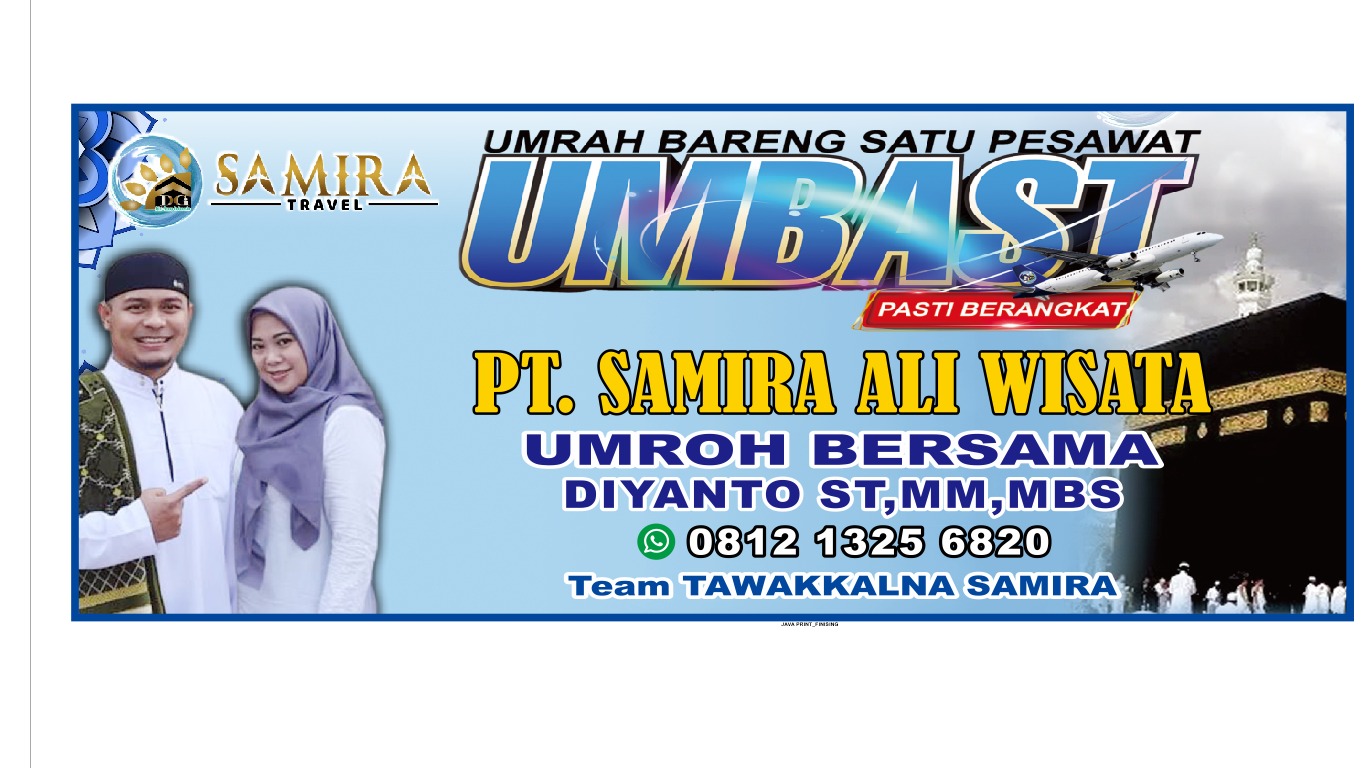 SAMIRA
TRAVEL
DG
UMRAH BARENG SATU PESAWAT
UMBAST
PASTI BERANGKAT
PT. SAMIRA ALI WISATA
UMROH BERSAMA
DIYANTO ST,MM,MBS
0812 1325 6820
Team TAWAKKALNA SAMIRA
JAVA PRINT_FINISING